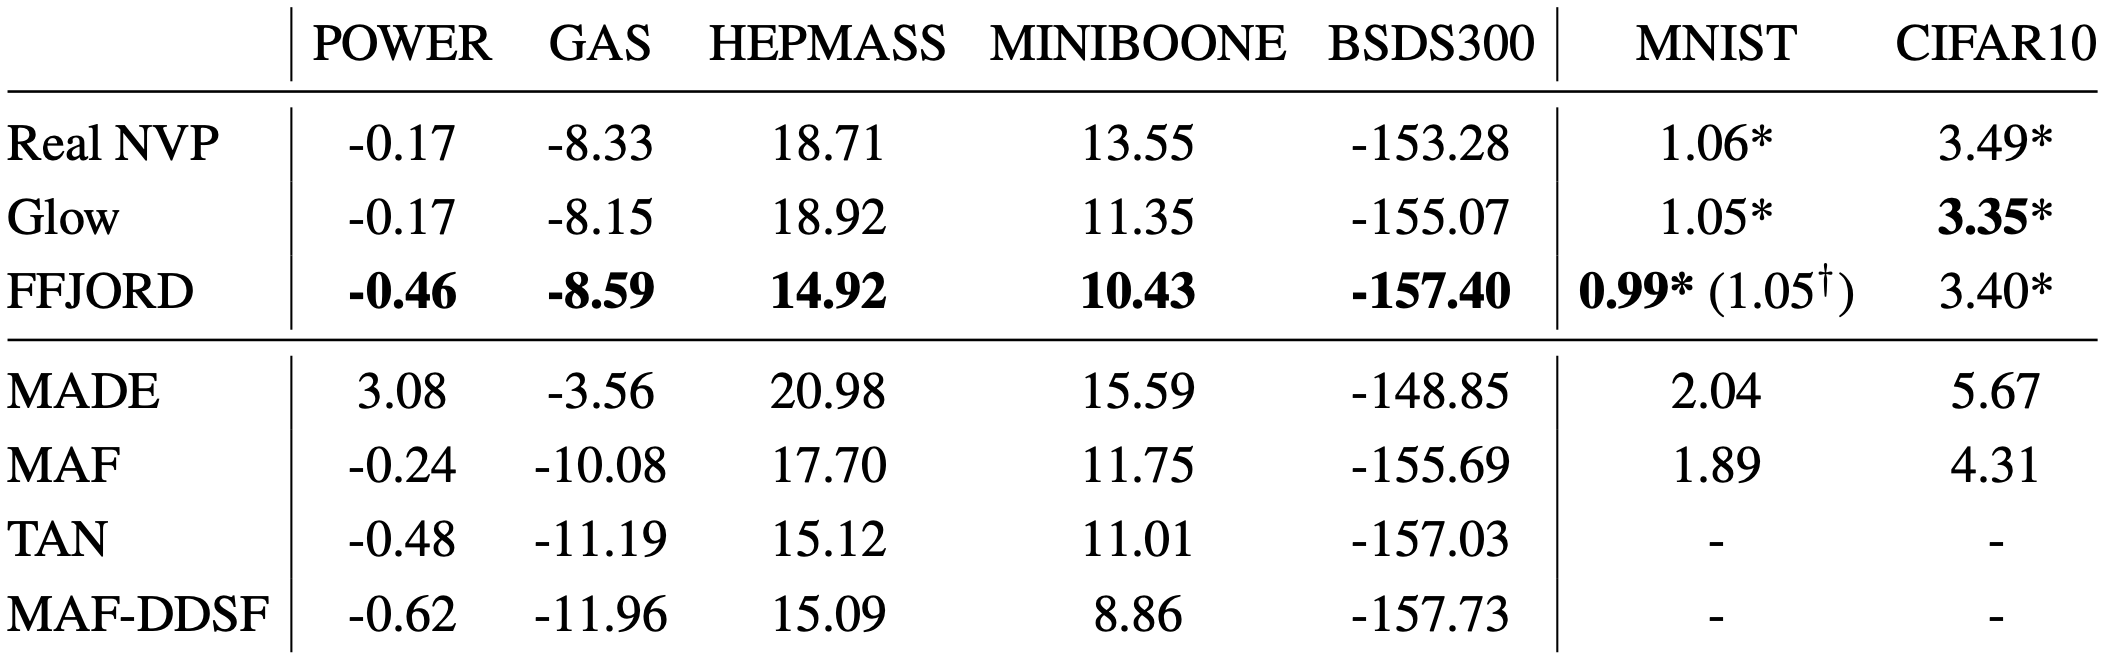 POWER GAS HEPMASS MINIBOONE BSDS300 MNIST CIFAR10
Real NVP -0.17 -8.33 18.71 13.55 -153.28 1.06* 3.49*
Glow -0.17 -8.15 18.92 11.35 -155.07 1.05* 3.35*
FFJORD -0.46 -8.59 14.92 10.43 -157.40 0.99* (1.05†) 3.40*
MADE 3.08 -3.56 20.98 15.59 -148.85 2.04 5.67
MAF -0.24 -10.08 17.70 11.75 -155.69 1.89 4.31
TAN -0.48 -11.19 15.12 11.01 -157.03 - -
MAF-DDSF -0.62 -11.96 15.09 8.86 -157.73 - -